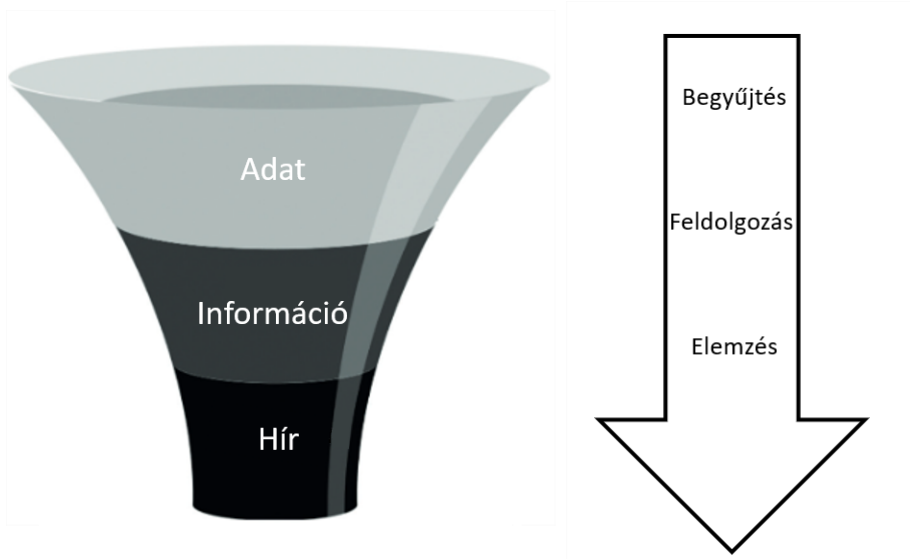 Adat
Információ
Hír
Begyűjtés
Feldolgozás
Elemzés